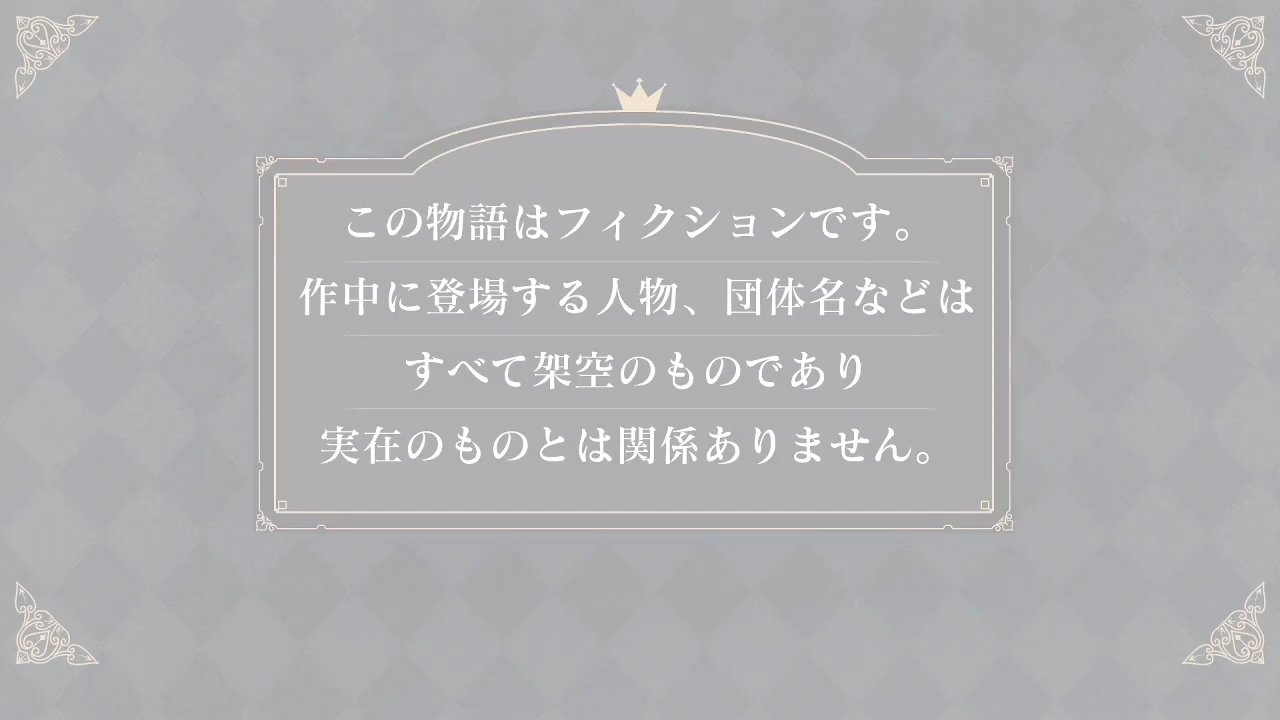 この物語はフィクションです。
作中に登場する人物、団体名などは
すべて架空のものであり
実在のものとは関係ありません。